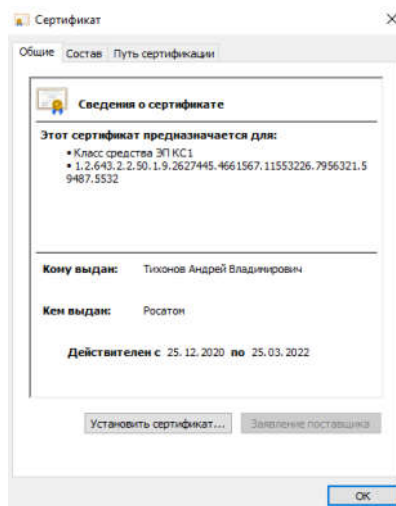 Сертификат
Общие Состав Путь сертификации
Сведения о сертификате
Этот сертификат предназначается для:
• Класс средства ЭП КС1
• 1.2.643.2.2.50.1.9.2627445.4661567.11553226.7956321.5
9487.5532
Кому выдан: Тихонов Андрей Владимирович
Кем выдан: Росатом
Действителен с 25.12.2020 по 25.03.2022
Установить сертификат... Заявление поставщика
ОК